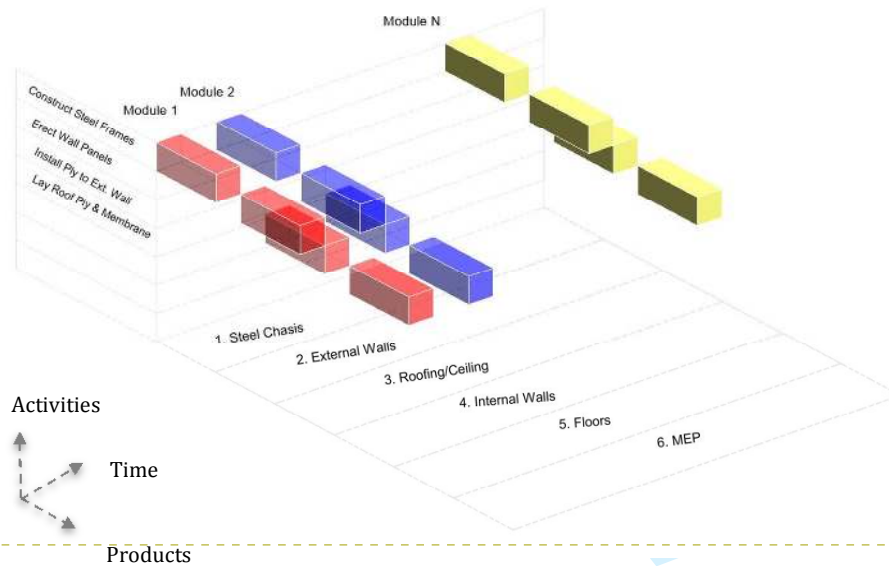 Module N
Module 2
Module 1
Construct Steel Frames
Erect Wall Panels
Install Ply to Ext. Wall
Lay Roof Ply & Membrane
1. Steel Chasis
2. External Walls
3. Roofing/Ceiling
4. Internal Walls
5. Floors
6. MEP
Activities
Time
Products